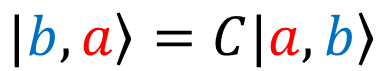 |b,a⟩ = C|a,b⟩